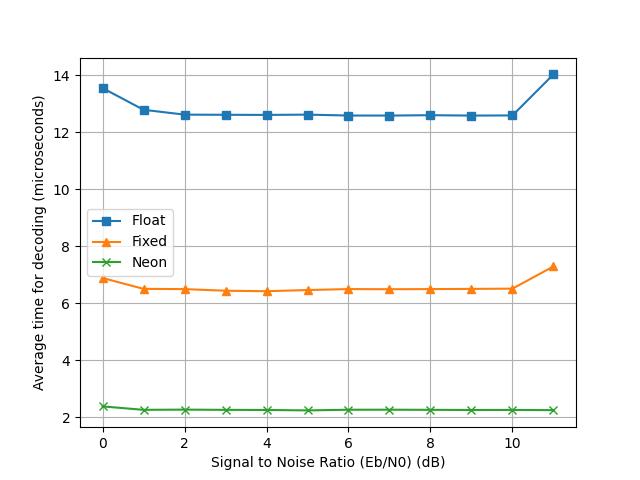 14
12
10
8
6
4
2
Average time for decoding (microseconds)
Float
Fixed
Neon
0 2 4 6 8 10
Signal to Noise Ratio (Eb/N0) (dB)